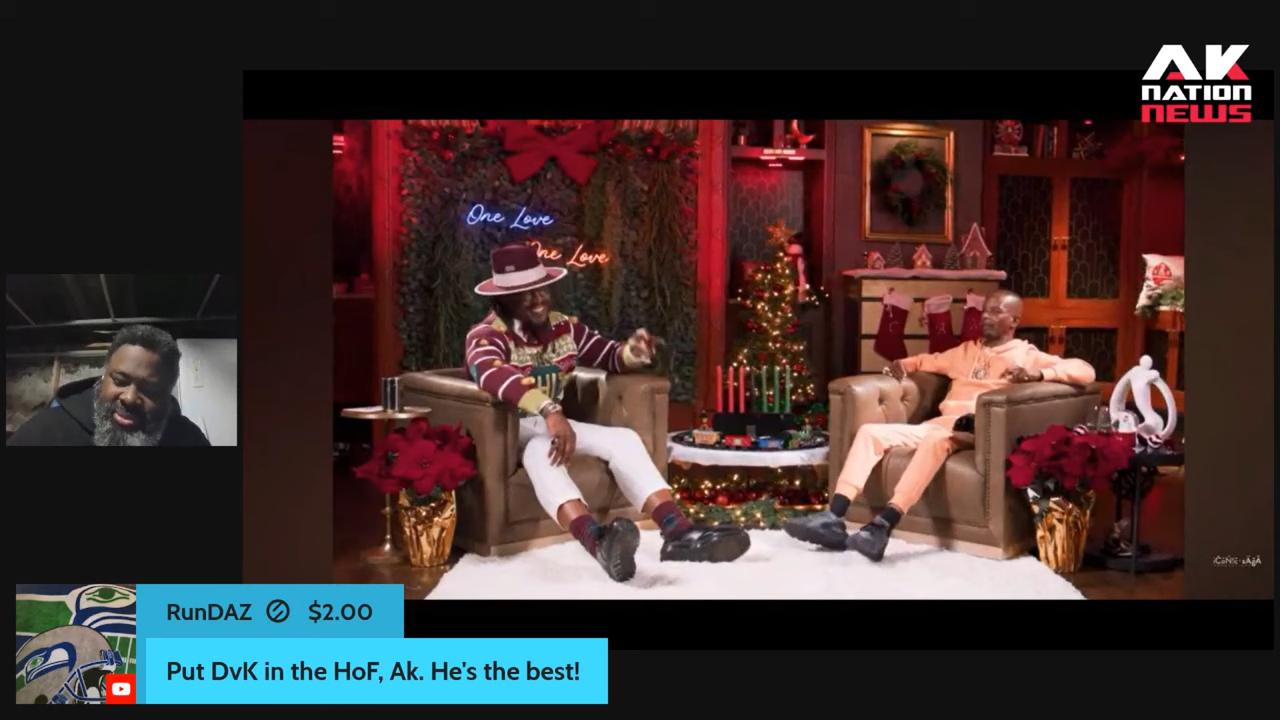 AK
NATION
NEWS
One Love
One Love
RunDAZ $2.00
Put DvK in the HoF, Ak. He's the best!